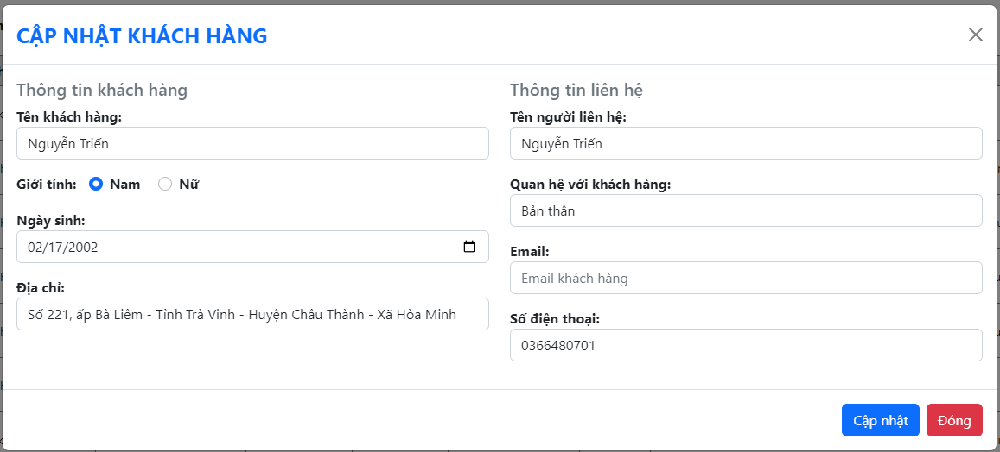 CẬP NHẬT KHÁCH HÀNG
Thông tin khách hàng
Tên khách hàng:
Nguyễn Triến
Giới tính: Nam Nữ
Ngày sinh:
02/17/2002
Địa chỉ:
Số 221, ấp Bà Liêm - Tỉnh Trà Vinh - Huyện Châu Thành - Xã Hòa Minh
Thông tin liên hệ
Tên người liên hệ:
Nguyễn Triến
Quan hệ với khách hàng:
Bản thân
Email:
Email khách hàng
Số điện thoại:
0366480701
Cập nhật
Đóng